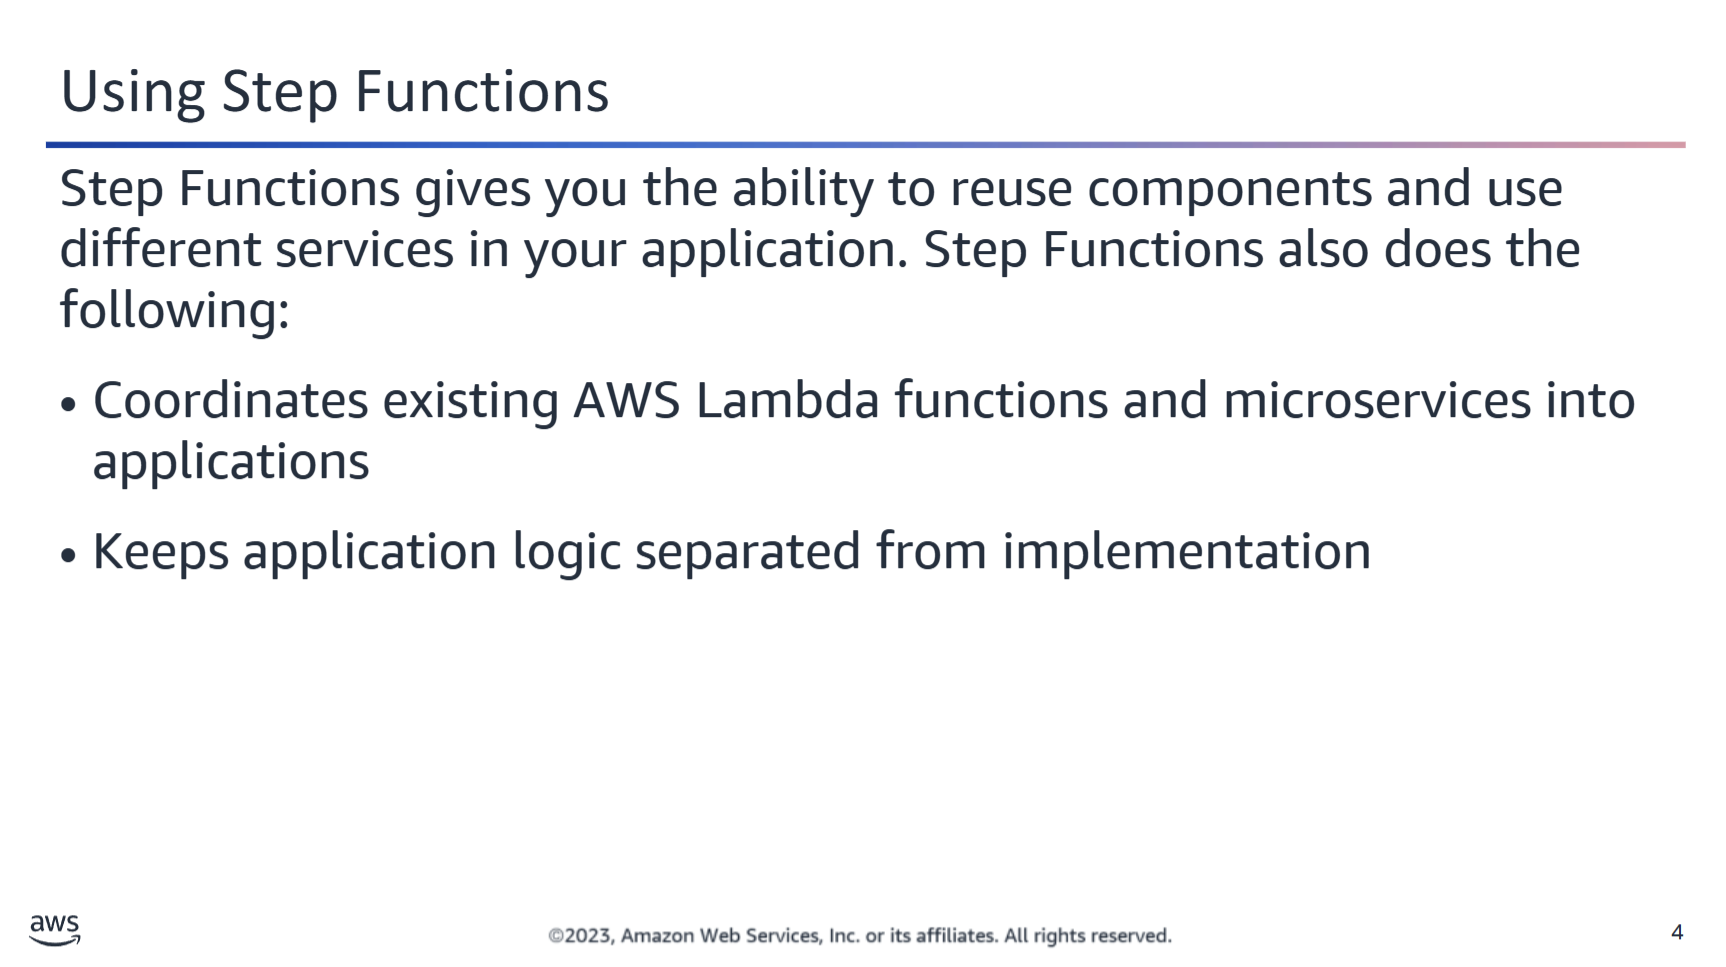 Using Step Functions
Step Functions gives you the ability to reuse components and use
different services in your application. Step Functions also does the
following:
• Coordinates existing AWS Lambda functions and microservices into
applications
• Keeps application logic separated from implementation
aws
©2023, Amazon Web Services, Inc. or its affiliates. All rights reserved.
4